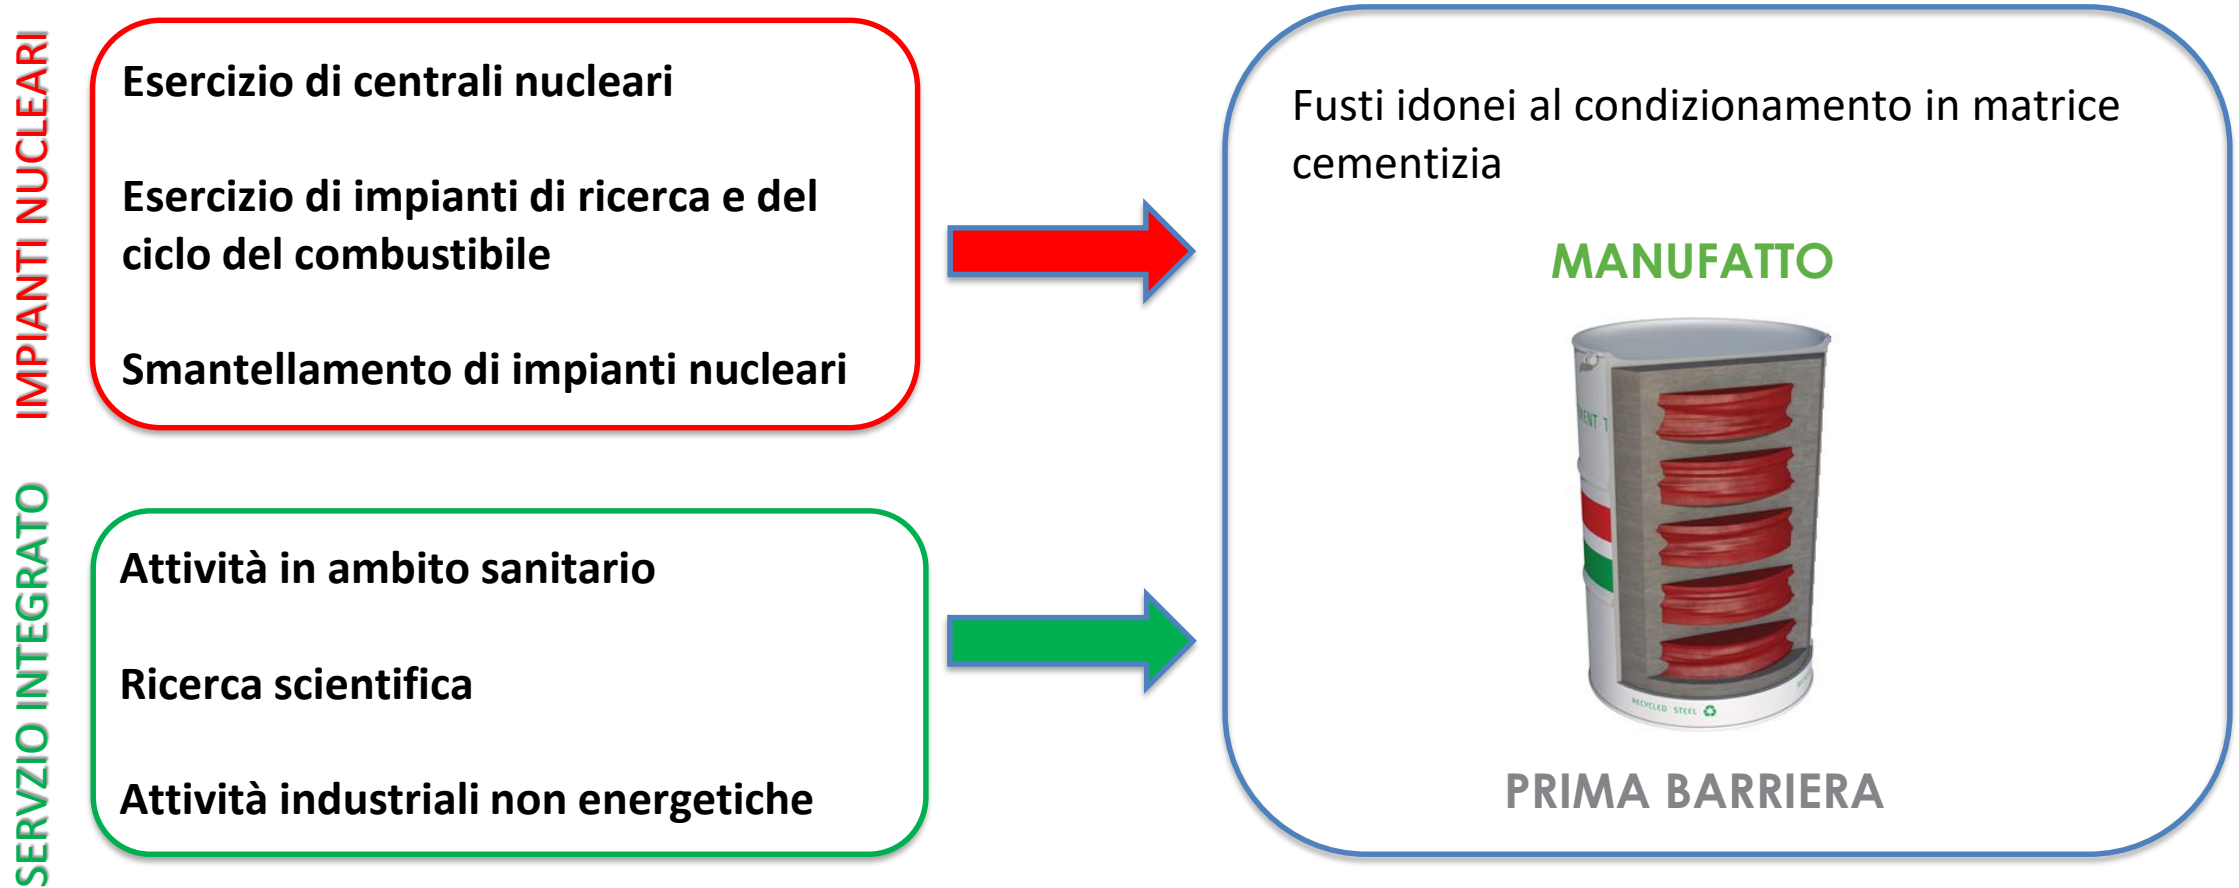 IMPIANTI NUCLEARI
Esercizio di centrali nucleari
Esercizio di impianti di ricerca e del
ciclo del combustibile
Smantellamento di impianti nucleari
SERVZIO INTEGRATO
Attività in ambito sanitario
Ricerca scientifica
Attività industriali non energetiche
Fusti idonei al condizionamento in matrice
cementizia
MANUFATTO
RECYCLED STEEL
PRIMA BARRIERA